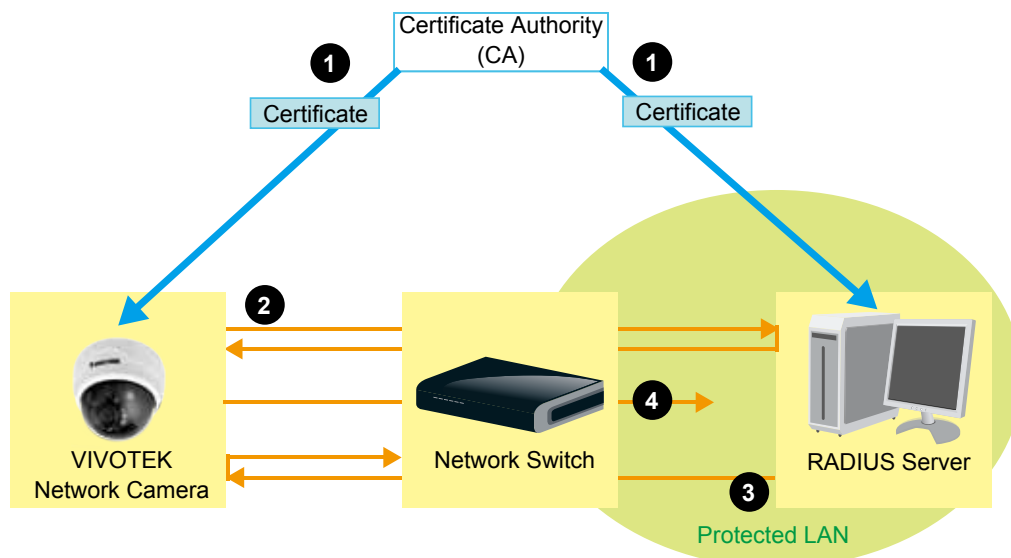 Certificate Authority
(CA)
1
1
Certificate
Certificate
2
4
VIVOTEK
Network Camera
Network Switch
RADIUS Server
3
Protected LAN